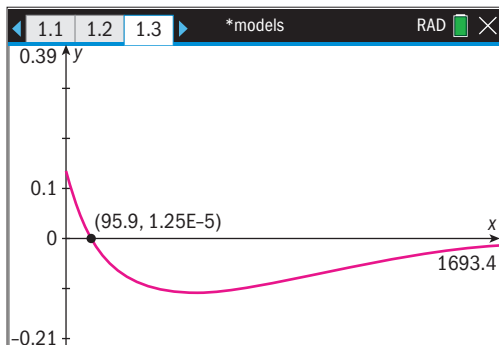 1.1 1.2 1.3 *models RAD
0.39 y
0.1
(95.9, 1.25E–5)
0 x
1693.4
–0.21